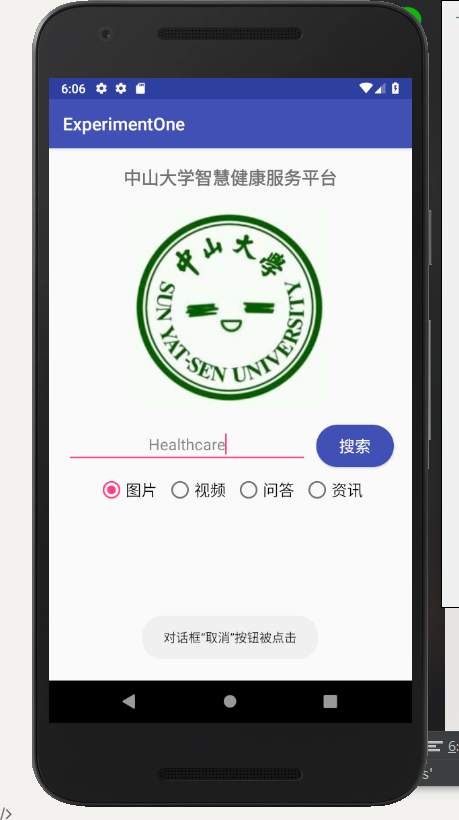 6:06
ExperimentOne
中山大学智慧健康服务平台
中山大學
SUN YAT-SEN UNIVERSITY
Healthcare
搜索
图片 视频 问答 资讯
对话框“取消”按钮被点击
6:
s'
/>